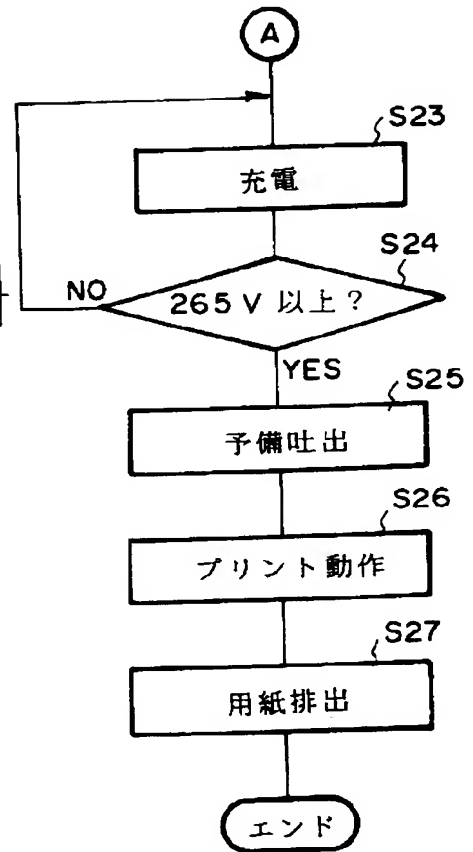 A
S23
充電
S24
NO
265V 以上?
YES
S25
予備吐出
S26
プリント動作
S27
用紙排出
エンド